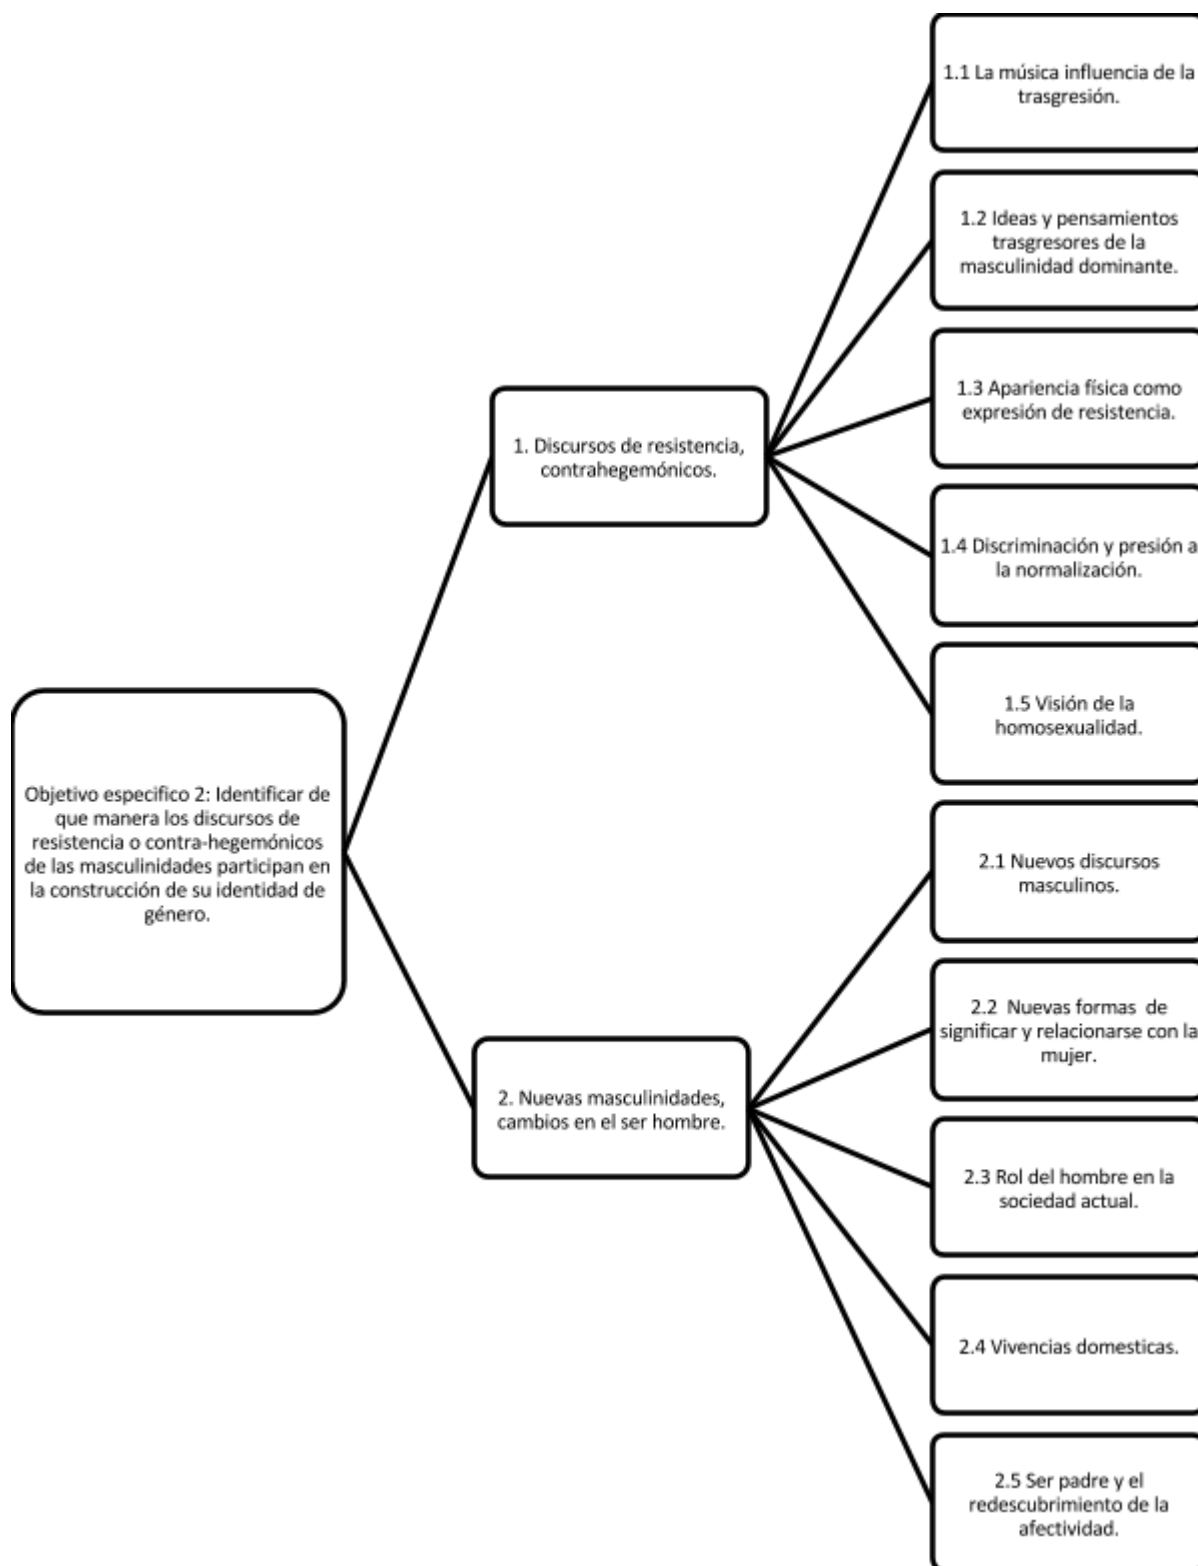 Objetivo especifico 2: Identificar de
que manera los discursos de
resistencia o contra-hegemónicos
de las masculinidades participan en
la construcción de su identidad de
género.
1. Discursos de resistencia,
contrahegemónicos.
1.1 La música influencia de la
trasgresión.
1.2 Ideas y pensamientos
trasgresores de la
masculinidad dominante.
1.3 Apariencia física como
expresión de resistencia.
1.4 Discriminación y presión a
la normalización.
1.5 Visión de la
homosexualidad.
2. Nuevas masculinidades,
cambios en el ser hombre.
2.1 Nuevos discursos
masculinos.
2.2 Nuevas formas de
significar y relacionarse con la
mujer.
2.3 Rol del hombre en la
sociedad actual.
2.4 Vivencias domesticas.
2.5 Ser padre y el
redescubrimiento de la
afectividad.